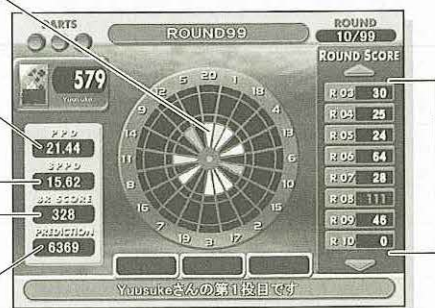 DARTS
ROUND99
ROUND
10/99
ROUND SCORE
579
Yuusuke
PPD
21.44
SPPD
15.62
BR SCORE
328
PREDICTION
6369
R 03 30
R 04 25
R 05 24
R 06 64
R 07 28
R 08 111
R 09 46
R 10 0
20 1 18 4 13 6 10 15 2 17 3 19 7 16 8 11 14 9 12 5
Yuusukeさんの第1投目です